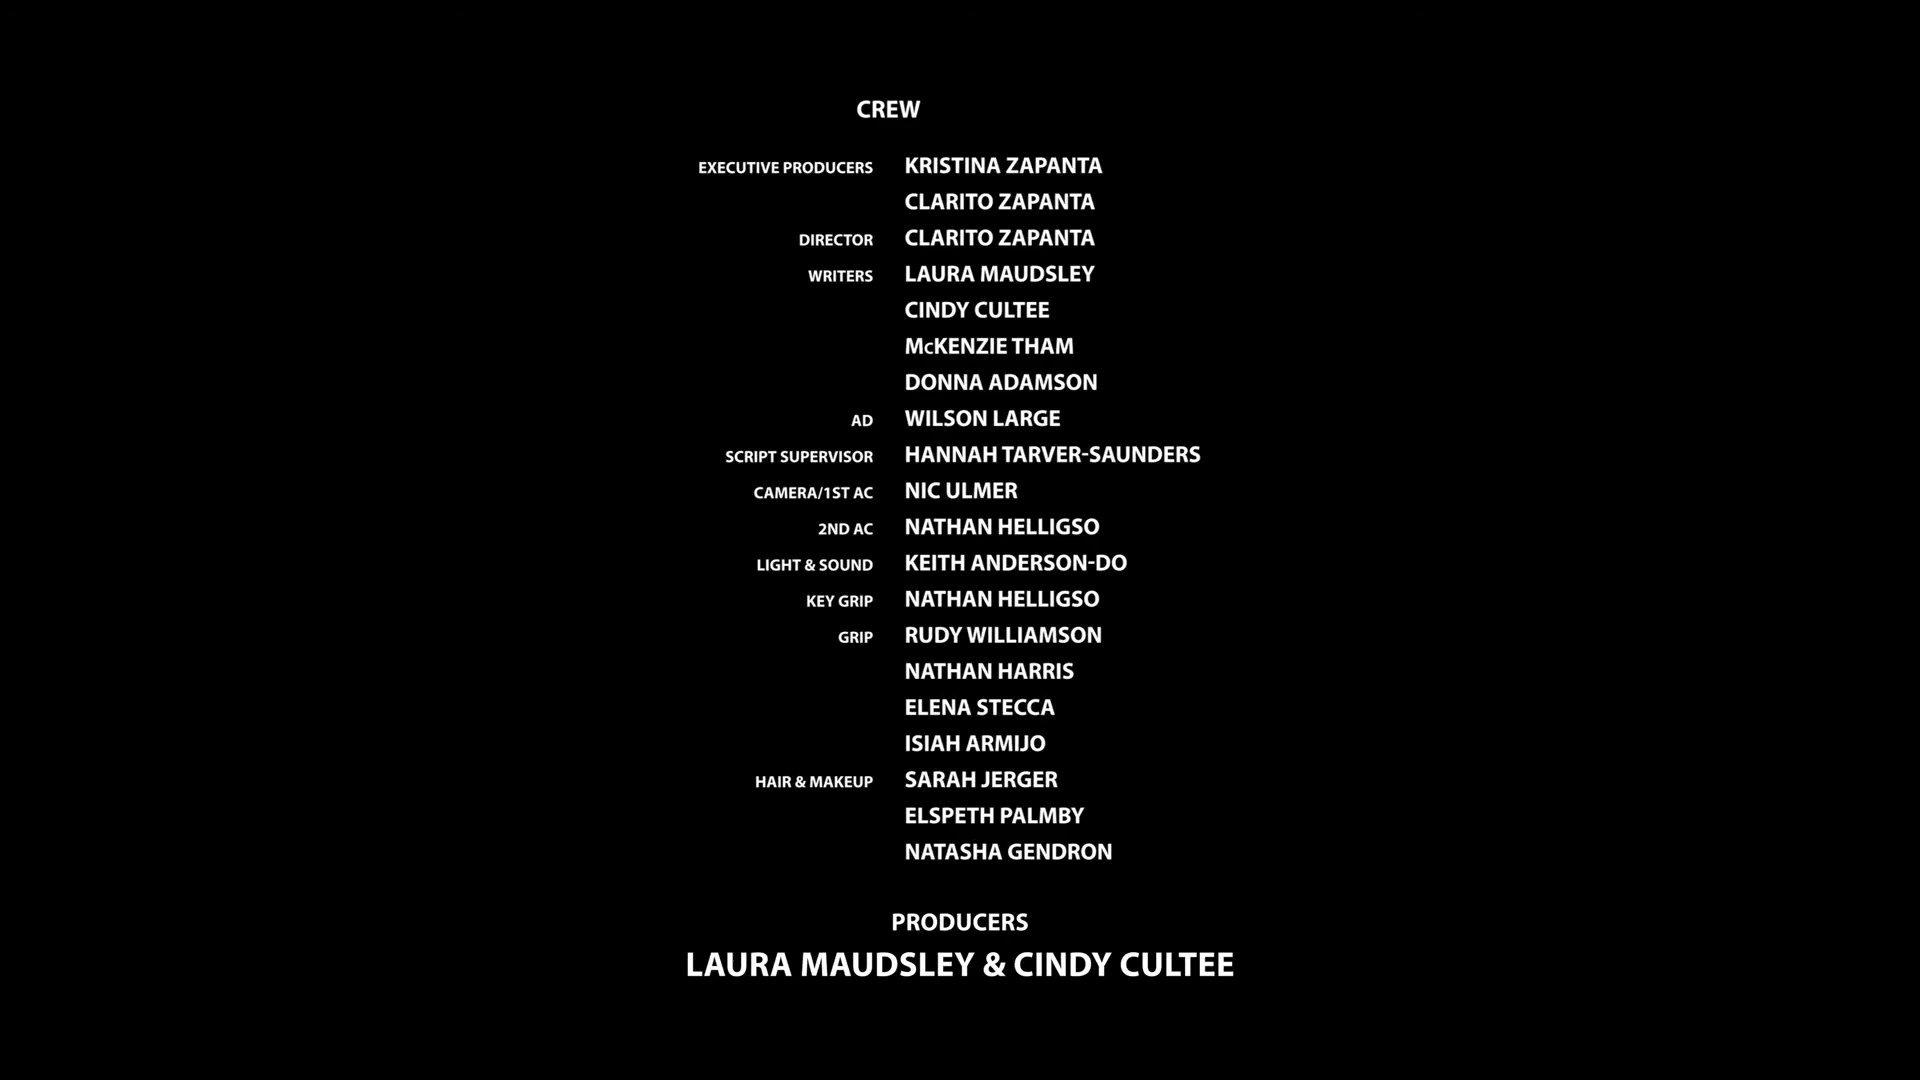 CREW
EXECUTIVE PRODUCERS KRISTINA ZAPANTA
CLARITO ZAPANTA
DIRECTOR CLARITO ZAPANTA
WRITERS LAURA MAUDSLEY
CINDY CULTEE
McKENZIE THAM
DONNA ADAMSON
AD WILSON LARGE
SCRIPT SUPERVISOR HANNAH TARVER-SAUNDERS
CAMERA/1ST AC NIC ULMER
2ND AC NATHAN HELLIGSO
LIGHT & SOUND KEITH ANDERSON-DO
KEY GRIP NATHAN HELLIGSO
GRIP RUDY WILLIAMSON
NATHAN HARRIS
ELENA STECCA
ISIAH ARMIJO
HAIR & MAKEUP SARAH JERGER
ELSPETH PALMBY
NATASHA GENDRON
PRODUCERS
LAURA MAUDSLEY & CINDY CULTEE